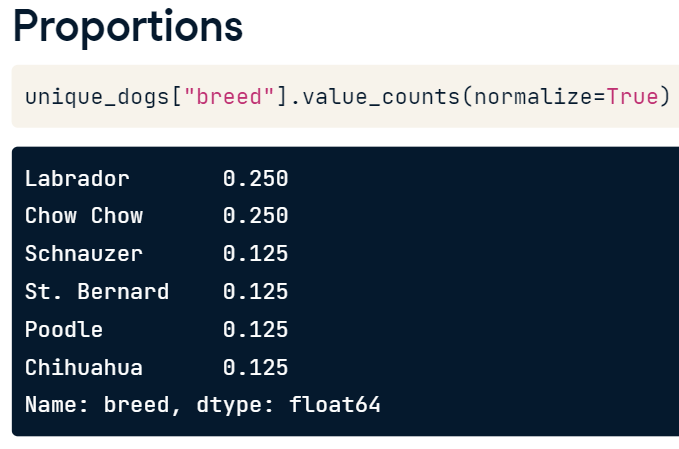 Proportions
unique_dogs["breed"].value_counts(normalize=True)
Labrador       0.250
Chow Chow      0.250
Schnauzer      0.125
St. Bernard    0.125
Poodle         0.125
Chihuahua      0.125
Name: breed, dtype: float64